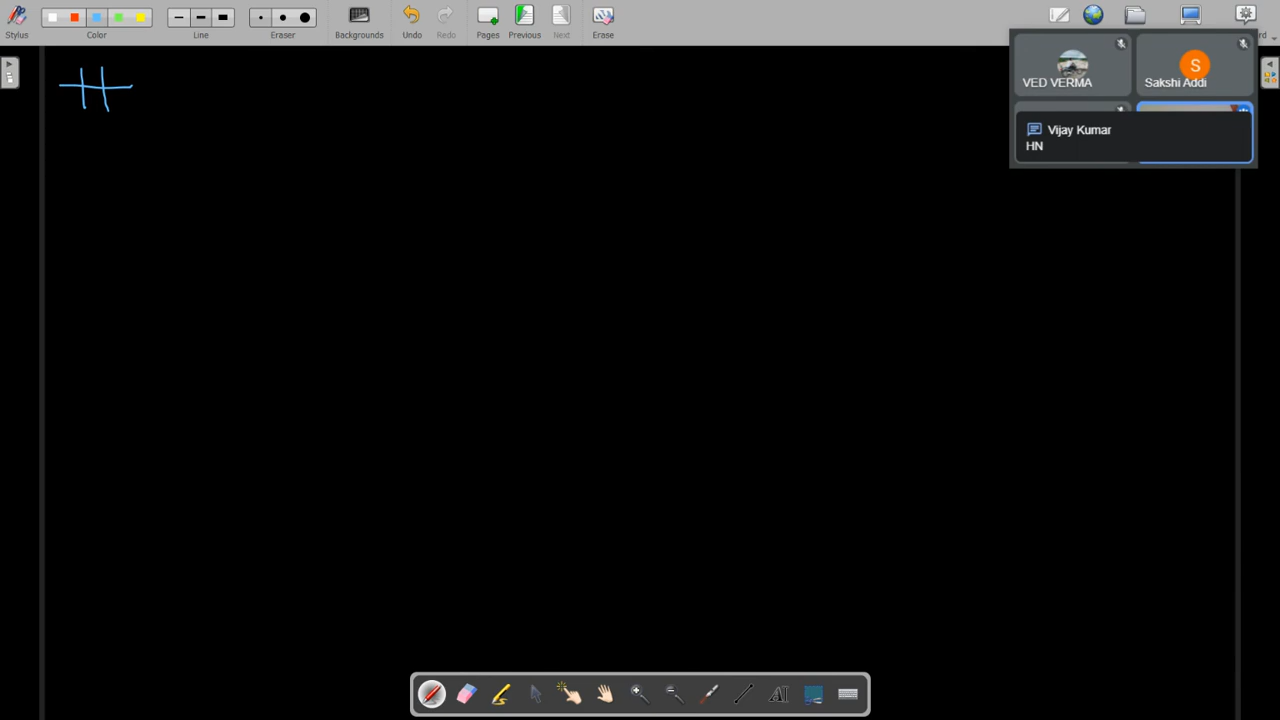 Stylus
Color
Line
Eraser
Backgrounds
Undo
Redo
Pages
Previous
Next
Erase
VED VERMA
Sakshi Addi
Vijay Kumar
HN